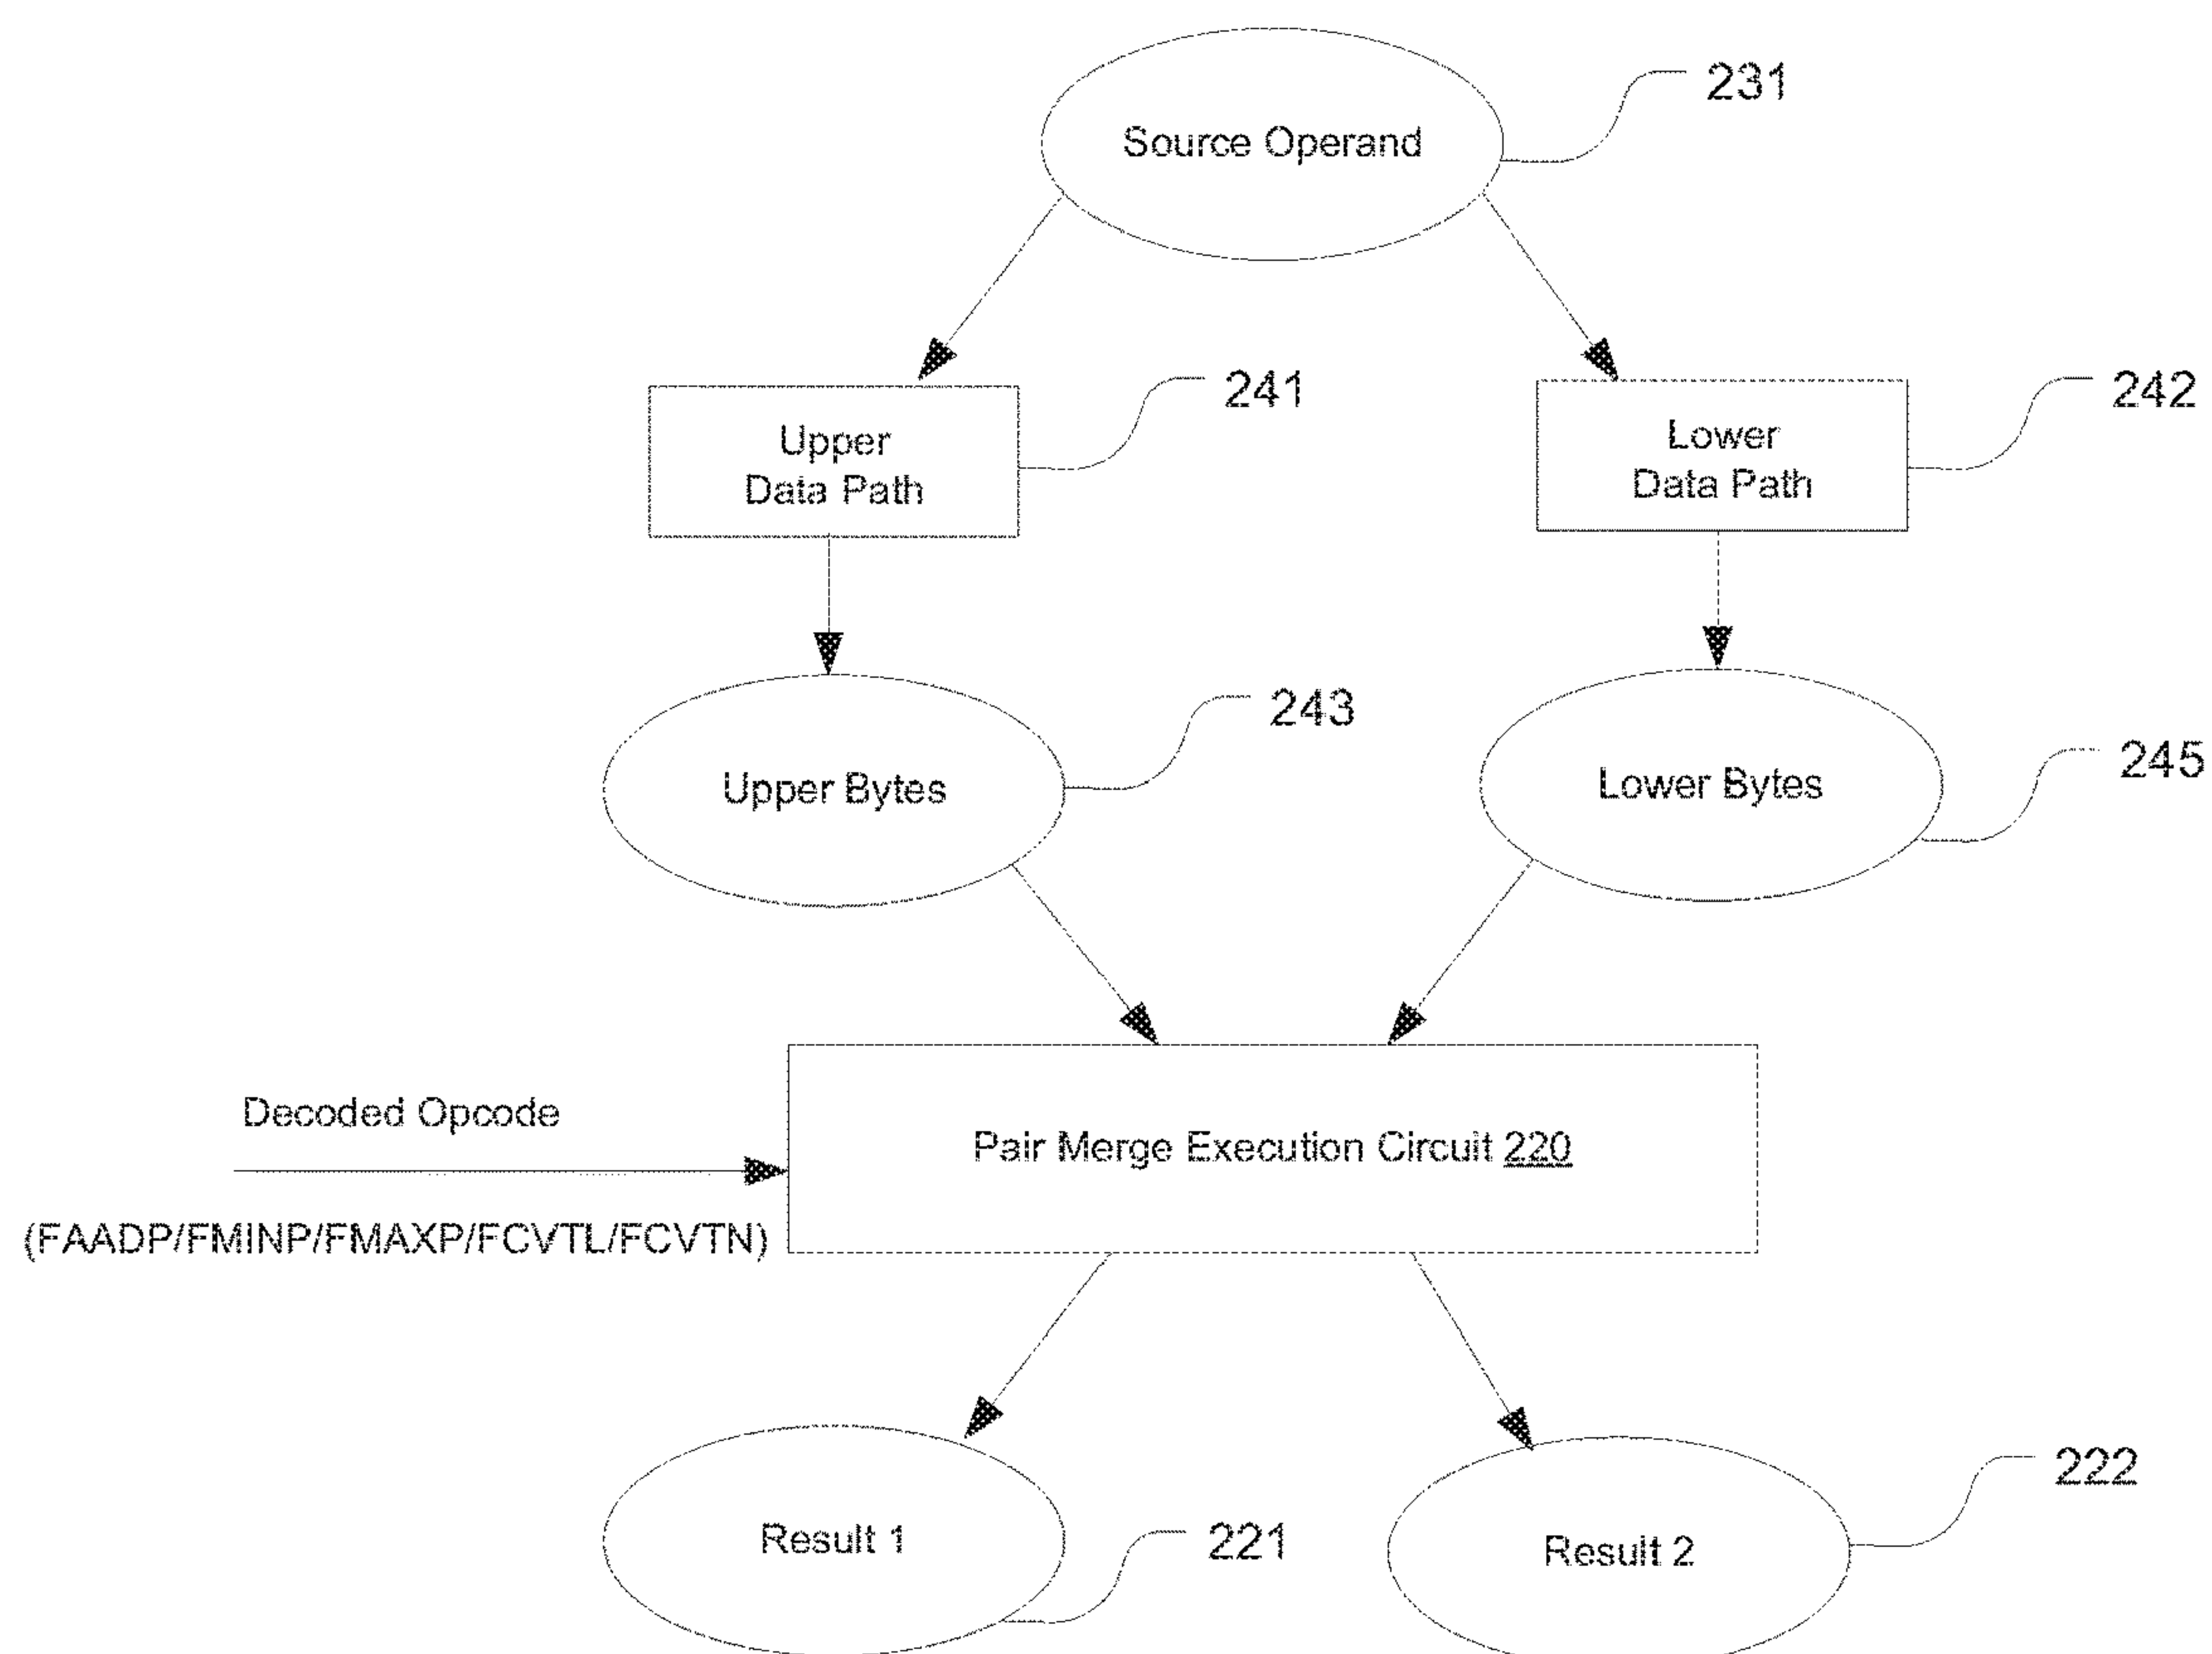 231
Source Operand
241
242
Upper
Data Path
Lower
Data Path
243
245
Upper Bytes
Lower Bytes
Decoded Opcode
Pair Merge Execution Circuit 220
(FAADP/FMINP/FMAXP/FCVTL/FCVTN)
222
221
Result 1
Result 2